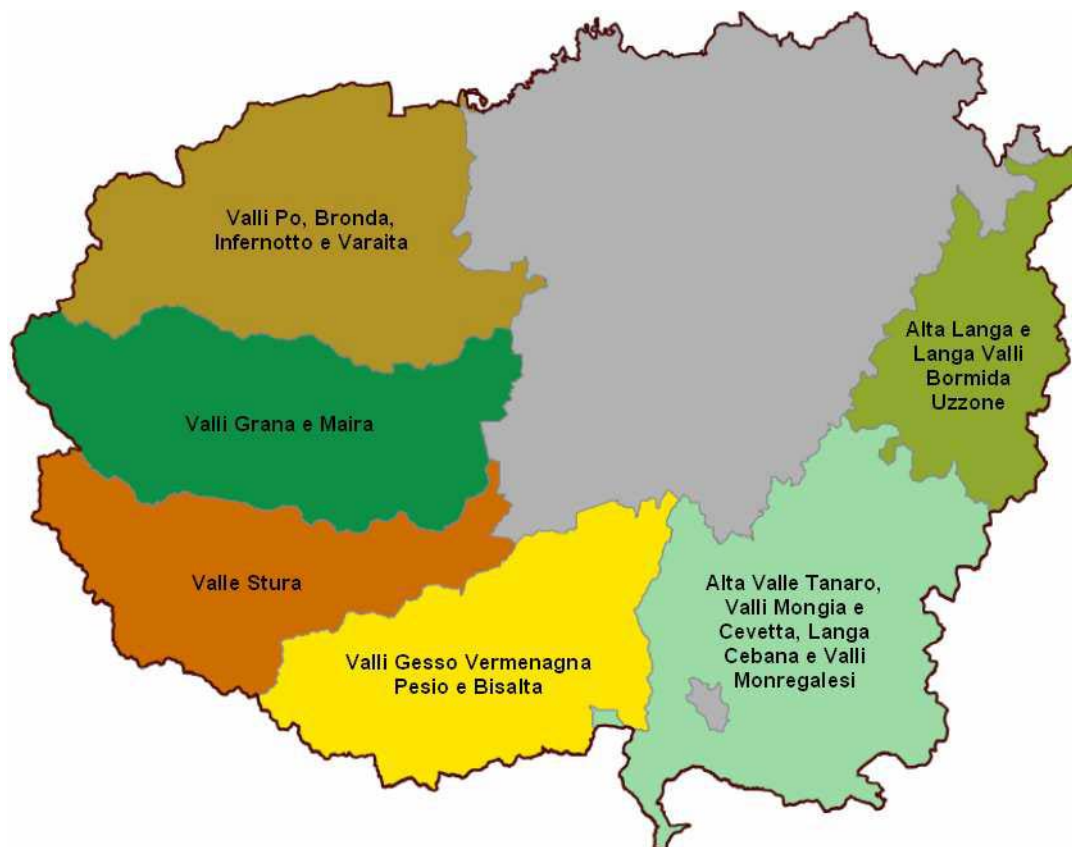 Valli Po, Bronda,
Infernotto e Varaita
Alta Langa e
Langa Valli
Bormida
Uzzone
Valli Grana e Maira
Valle Stura
Alta Valle Tanaro,
Valli Mongia e
Cevetta, Langa
Cebana e Valli
Monregalesi
Valli Gesso Vermenagna
Pesio e Bisalta